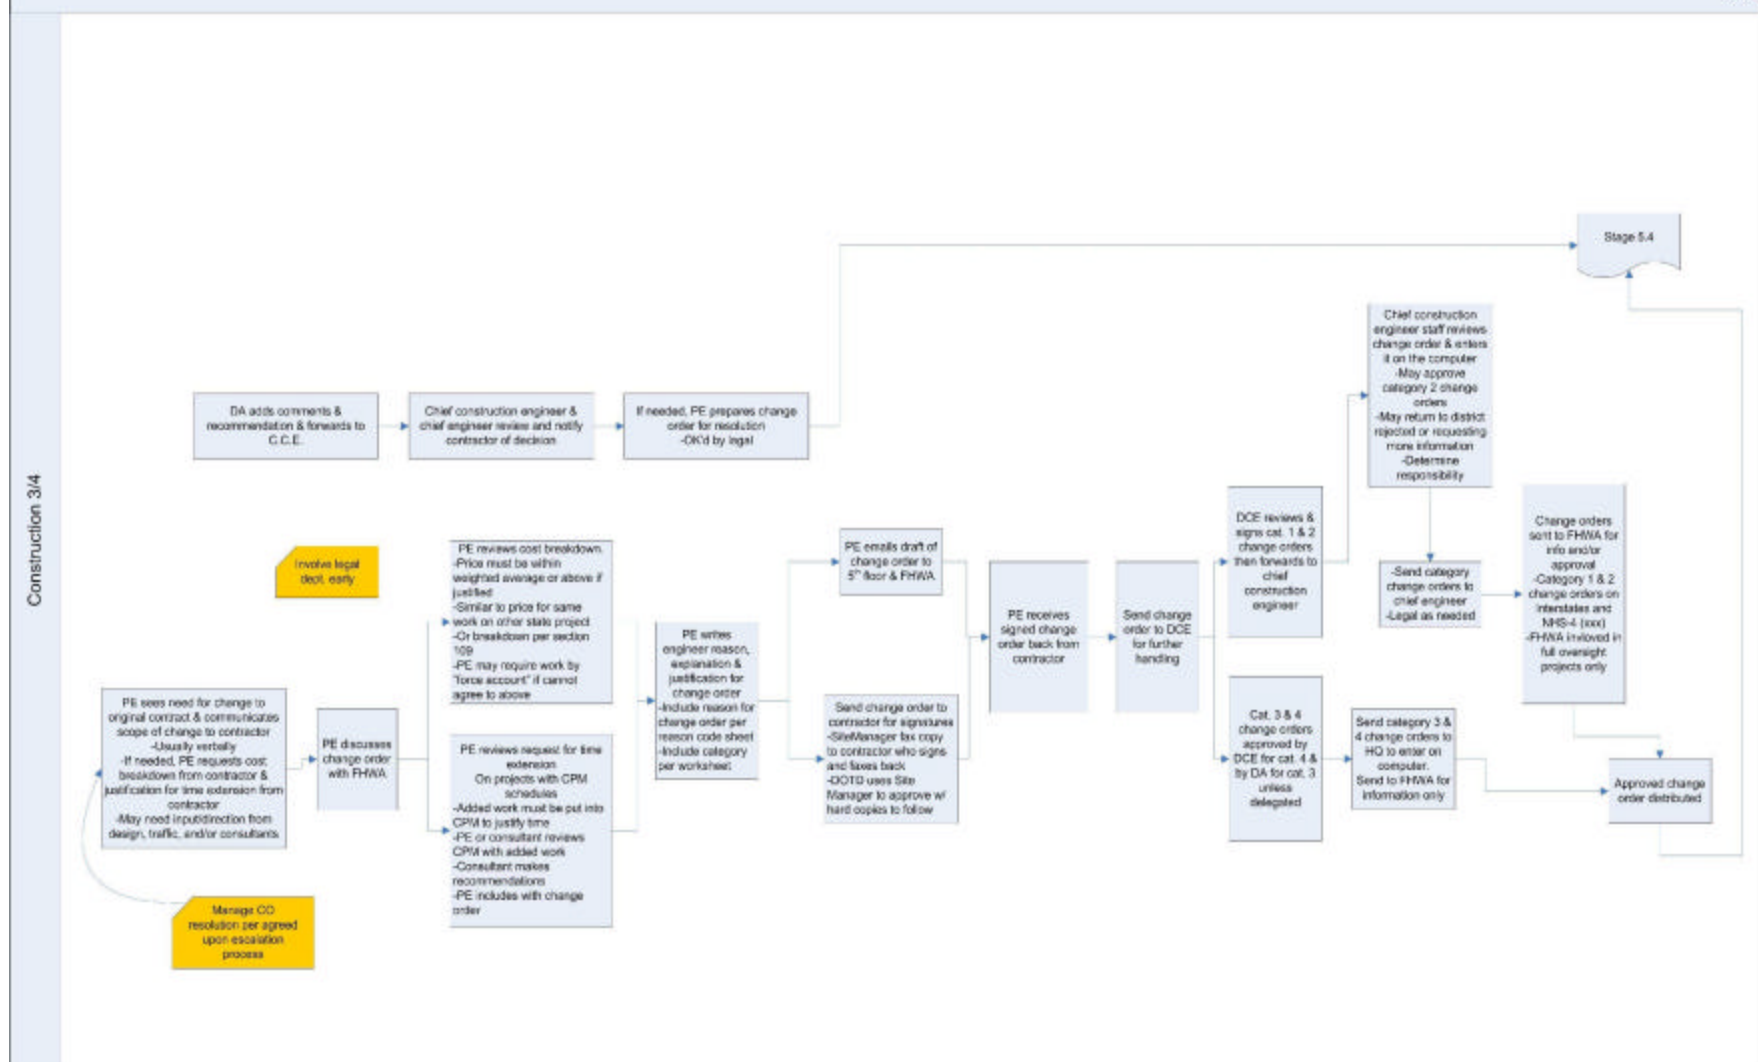 Construction 3/4
Stage 5.4
DA adds comments &
recommendation & forwards to
C.C.E.
Chief construction engineer &
chief engineer review and notify
contractor of decision
If needed, PE prepares change
order for resolution
-OK'd by legal
Involve legal
dept. early
PE sees need for change to
original contract & communicates
scope of change to contractor
-Usually verbally
-If needed, PE requests cost
breakdown from contractor &
justification for time extension from
contractor
-May need input/direction from
design, traffic, and/or consultants
Manage CO
resolution per agreed
upon escalation
process
PE discusses
change order
with FHWA
PE reviews cost breakdown.
-Price must be within
weighted average or above if
justified
-Similar to price for same
work on other state project
-Or breakdown per section
109
-PE may require work by
"force account" if cannot
agree to above
PE reviews request for time
extension
On projects with CPM
schedules
-Added work must be put into
CPM to justify time
-PE or consultant reviews
CPM with added work
-Consultant makes
recommendations
-PE includes with change
order
PE writes
engineer reason,
explanation &
justification for
change order
-Include reason for
change order per
reason code sheet
-Include category
per worksheet
PE emails draft of
change order to
5th floor & FHWA
Send change order to
contractor for signatures
-SiteManager fax copy
to contractor who signs
and faxes back
-DOTD uses Site
Manager to approve w/
hard copies to follow
PE receives
signed change
order back from
contractor
Send change
order to DCE
for further
handling
DCE reviews &
signs cat. 1 & 2
change orders
then forwards to
chief
construction
engineer
Cat. 3 & 4
change orders
approved by
DCE for cat. 4 &
by DA for cat. 3
unless
delegated
Chief construction
engineer staff reviews
change order & enters
it on the computer
-May approve
category 2 change
orders
-May return to district
rejected or requesting
more information
-Determine
responsibility
-Send category
change orders to
chief engineer
-Legal as needed
Send category 3 &
4 change orders to
HQ to enter on
computer.
Send to FHWA for
information only
Change orders
sent to FHWA for
info and/or
approval
-Category 1 & 2
change orders on
Interstates and
NHS-4 (xxx)
-FHWA invloved in
full oversight
projects only
Approved change
order distributed